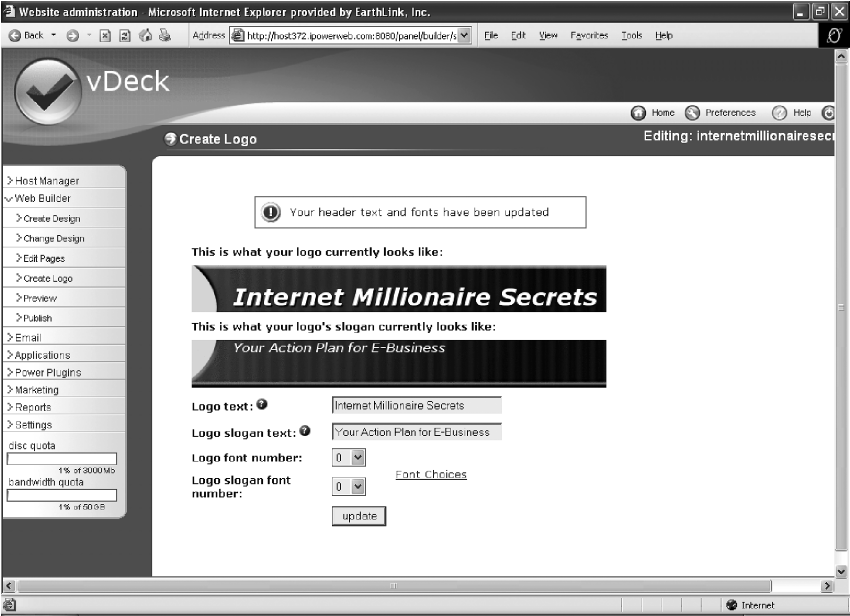 Website administration - Microsoft Internet Explorer provided by EarthLink, Inc.
Back
Address http://host372.ipowerweb.com:8080/panel/builder/s
File Edit View Favorites Tools Help
vDeck
Home Preferences Help
Create Logo
Editing: internetmillionairesecr
Host Manager
Web Builder
Create Design
Change Design
Edit Pages
Create Logo
Preview
Publish
Email
Applications
Power Plugins
Marketing
Reports
Settings
disc quota
1% of 3000Mb
bandwidth quota
1% of 50GB
Your header text and fonts have been updated
This is what your logo currently looks like:
Internet Millionaire Secrets
This is what your logo's slogan currently looks like:
Your Action Plan for E-Business
Logo text: Internet Millionaire Secrets
Logo slogan text: Your Action Plan for E-Business
Logo font number: 0
Font Choices
Logo slogan font
number: 0
update
Internet